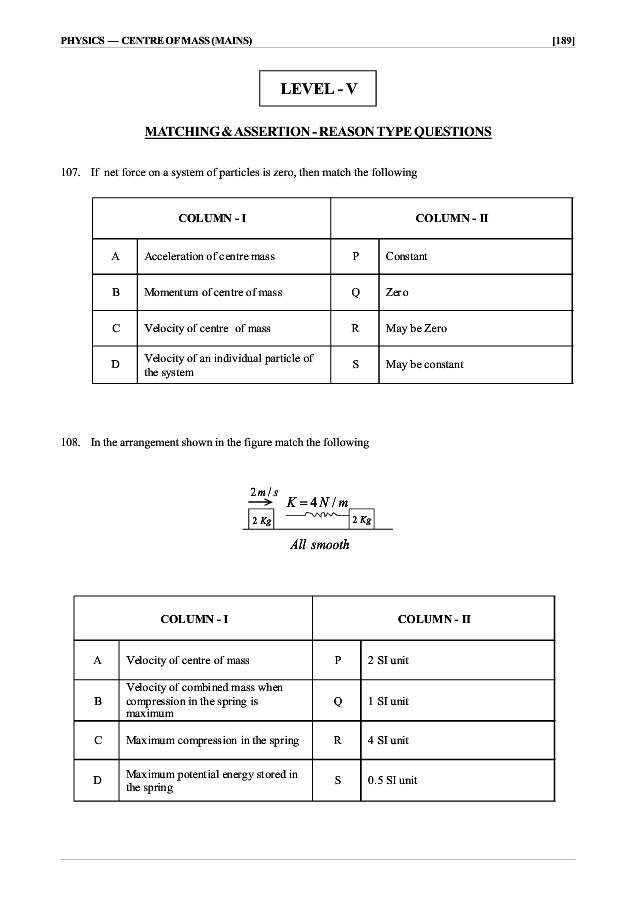 PHYSICS — CENTRE OF MASS (MAINS) [189]
LEVEL - V
MATCHING & ASSERTION - REASON TYPE QUESTIONS
107. If net force on a system of particles is zero, then match the following
COLUMN - I COLUMN - II
A Acceleration of centre mass P Constant
B Momentum of centre of mass Q Zero
C Velocity of centre of mass R May be Zero
D Velocity of an individual particle of the system S May be constant
108. In the arrangement shown in the figure match the following
2 m / s
K = 4 N / m
2 Kg 2 Kg
All smooth
COLUMN - I COLUMN - II
A Velocity of centre of mass P 2 SI unit
B Velocity of combined mass when compression in the spring is maximum Q 1 SI unit
C Maximum compression in the spring R 4 SI unit
D Maximum potential energy stored in the spring S 0.5 SI unit